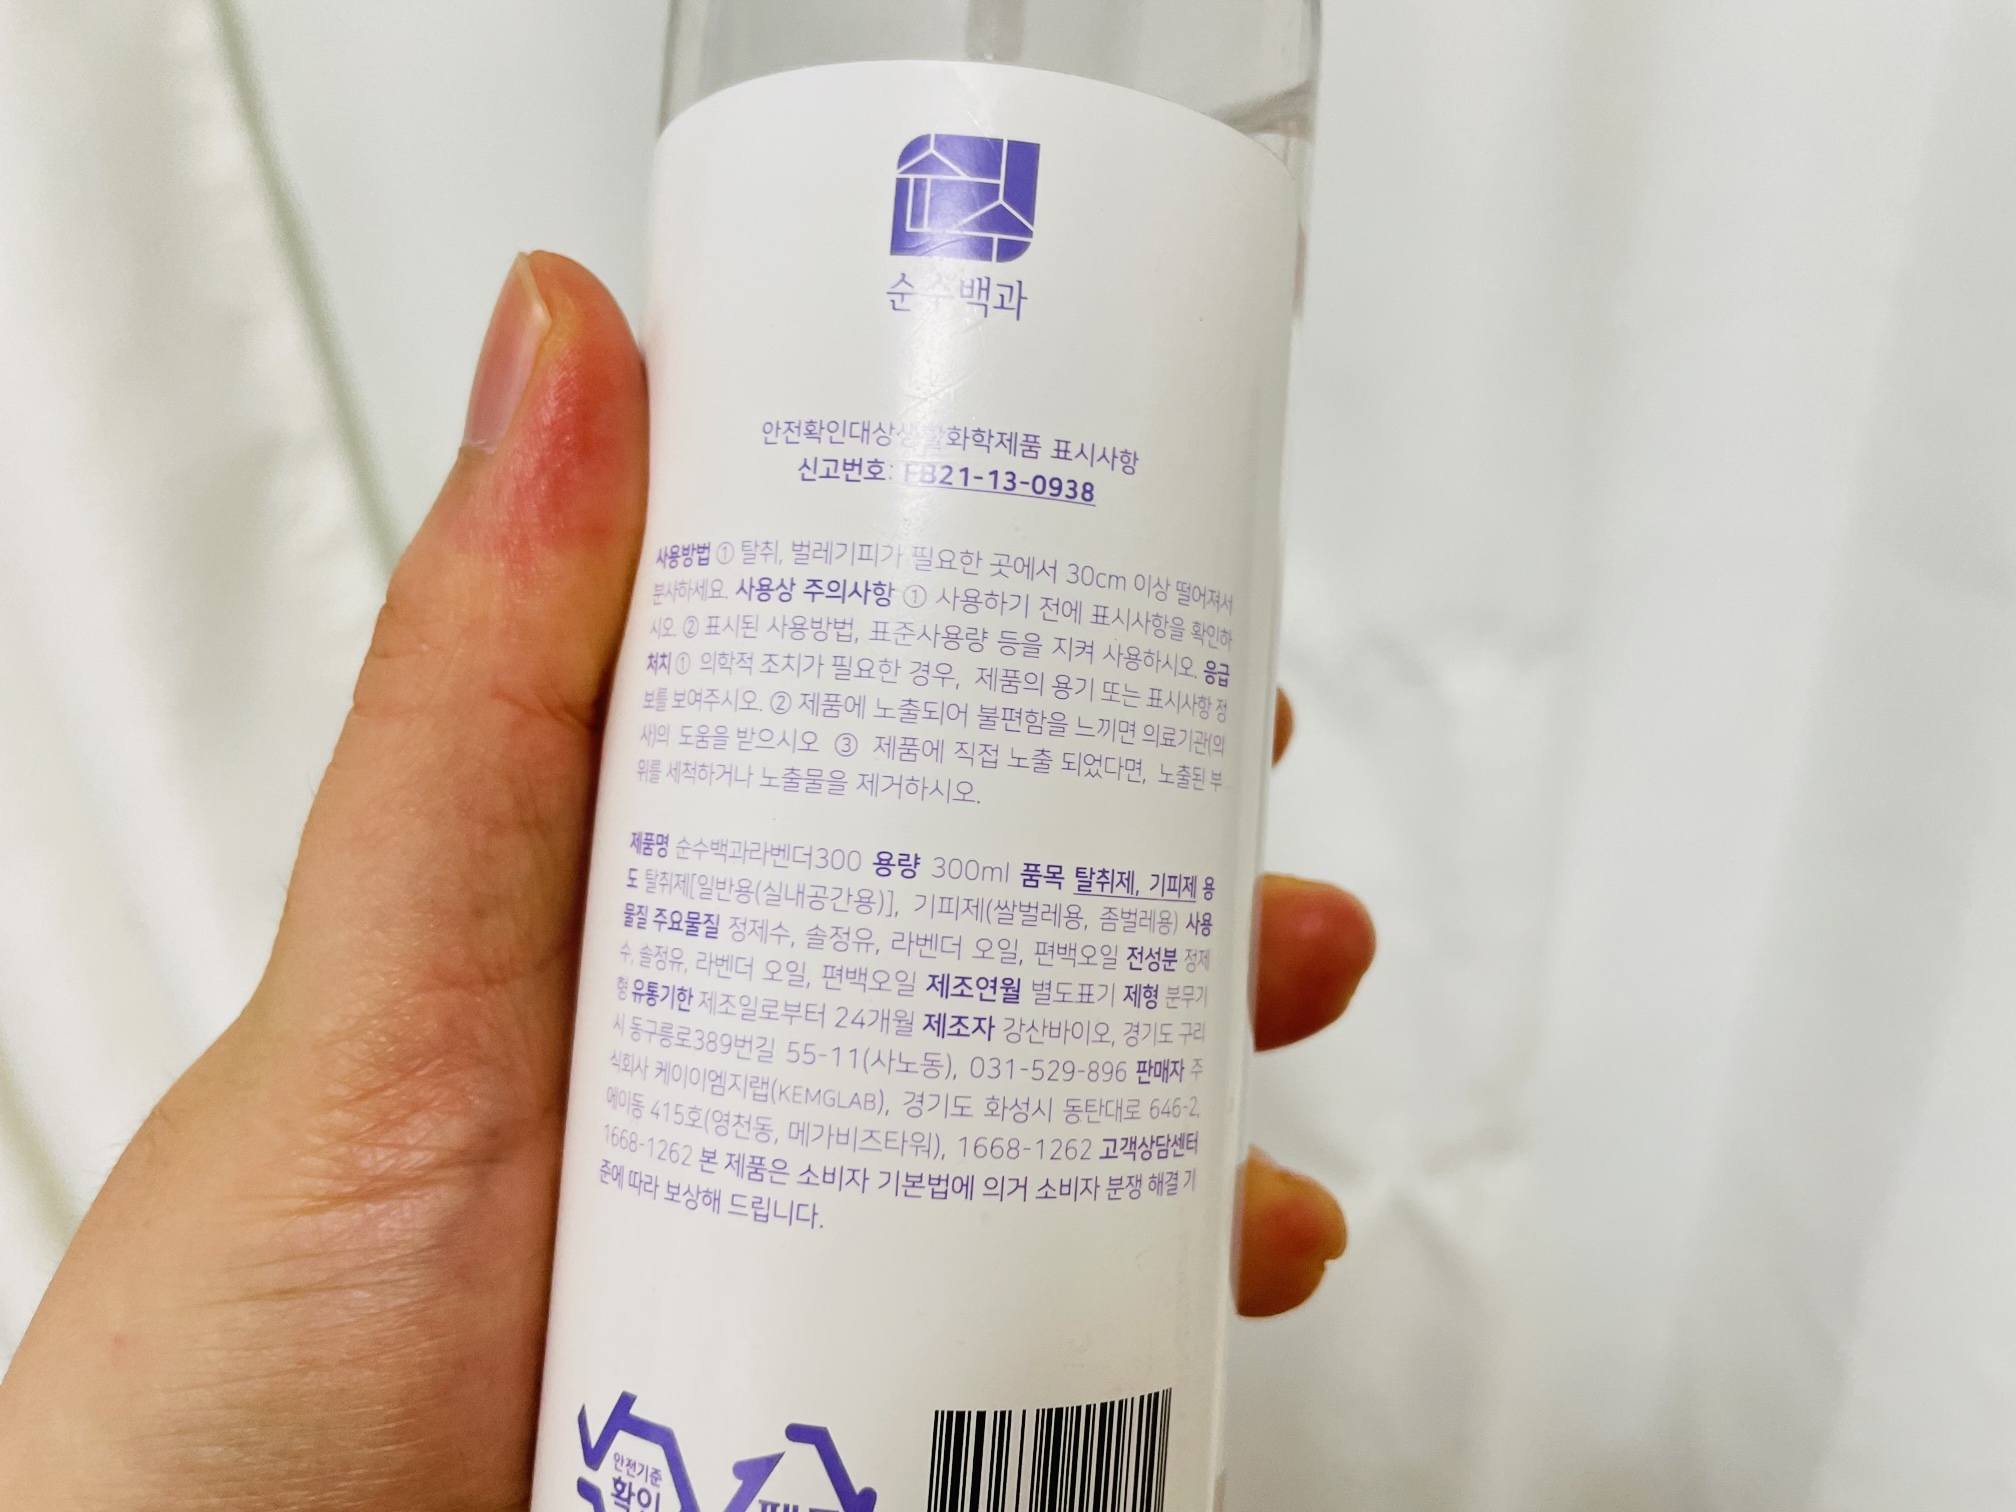 순수
순수백과
안전확인대상생활화학제품 표시사항
신고번호: FB21-13-0938
사용방법 ① 탈취, 벌레기피가 필요한 곳에서 30cm 이상 떨어져서
분사하세요. 사용상 주의사항 ① 사용하기 전에 표시사항을 확인하
시오. ② 표시된 사용방법, 표준사용량 등을 지켜 사용하시오. 응급
처치 ① 의학적 조치가 필요한 경우, 제품의 용기 또는 표시사항 정
보를 보여주시오. ② 제품에 노출되어 불편함을 느끼면 의료기관(의
사)의 도움을 받으시오 ③ 제품에 직접 노출 되었다면, 노출된 부
위를 세척하거나 노출물을 제거하시오.
제품명 순수백과라벤더300 용량 300ml 품목 탈취제, 기피제 용
도 탈취제[일반용(실내공간용)], 기피제(쌀벌레용, 좀벌레용) 사용
물질 주요물질 정제수, 솔정유, 라벤더 오일, 편백오일 전성분 정제
수, 솔정유, 라벤더 오일, 편백오일 제조연월 별도표기 제형 분무기
형 유통기한 제조일로부터 24개월 제조자 강산바이오, 경기도 구리
시 동구릉로389번길 55-11(사노동), 031-529-896 판매자 주
식회사 케이이엠지랩(KEMGLAB), 경기도 화성시 동탄대로 646-2,
에이동 415호(영천동, 메가비즈타워), 1668-1262 고객상담센터
1668-1262 본 제품은 소비자 기본법에 의거 소비자 분쟁 해결 기
준에 따라 보상해 드립니다.
안전기준
확인